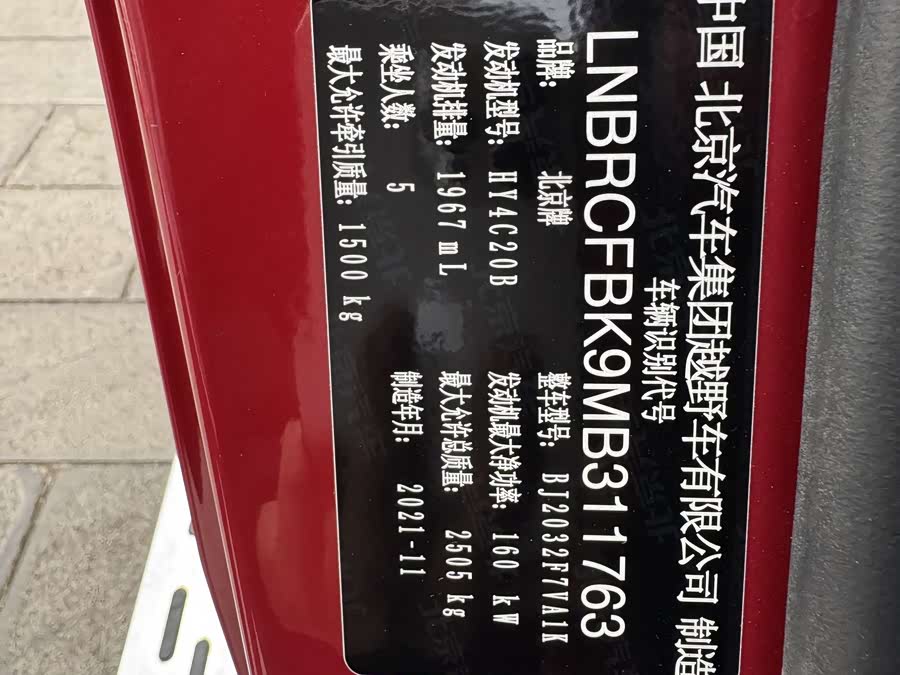 中国 北京汽车集团越野车有限公司 制造
车辆识别代号
LNBRCFBK9MB311763
品牌: 北京牌 整车型号: BJ2032F7VA1K
发动机型号: HY4C20B 发动机最大净功率: 160 kW
发动机排量: 1967 mL 最大允许总质量: 2505 kg
乘坐人数: 5 制造年月: 2021-11
最大允许牵引质量: 1500 kg